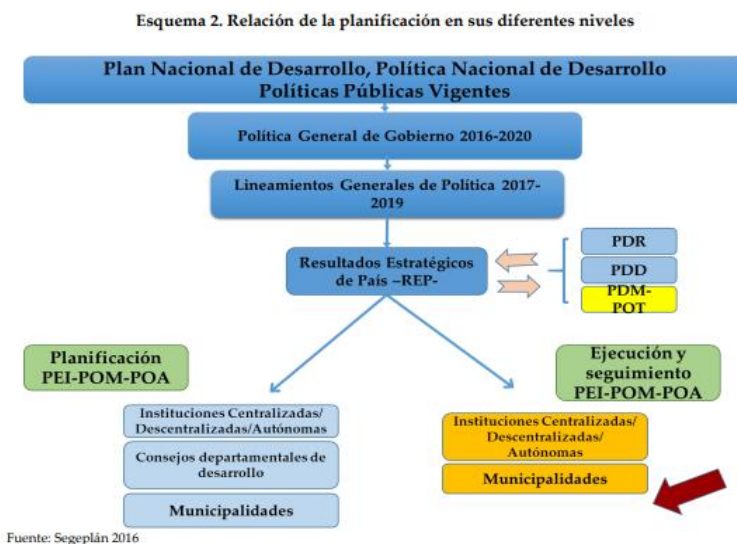 Esquema 2. Relación de la planificación en sus diferentes niveles
Plan Nacional de Desarrollo, Política Nacional de Desarrollo
Políticas Públicas Vigentes
Política General de Gobierno 2016-2020
Lineamientos Generales de Política 2017-
2019
Resultados Estratégicos
de País –REP-
PDR
PDD
PDM-
POT
Planificación
PEI-POM-POA
Ejecución y
seguimiento
PEI-POM-POA
Instituciones Centralizadas/
Descentralizadas/Autónomas
Consejos departamentales de
desarrollo
Municipalidades
Instituciones Centralizadas/
Descentralizadas/
Autónomas
Municipalidades
Fuente: Segeplán 2016